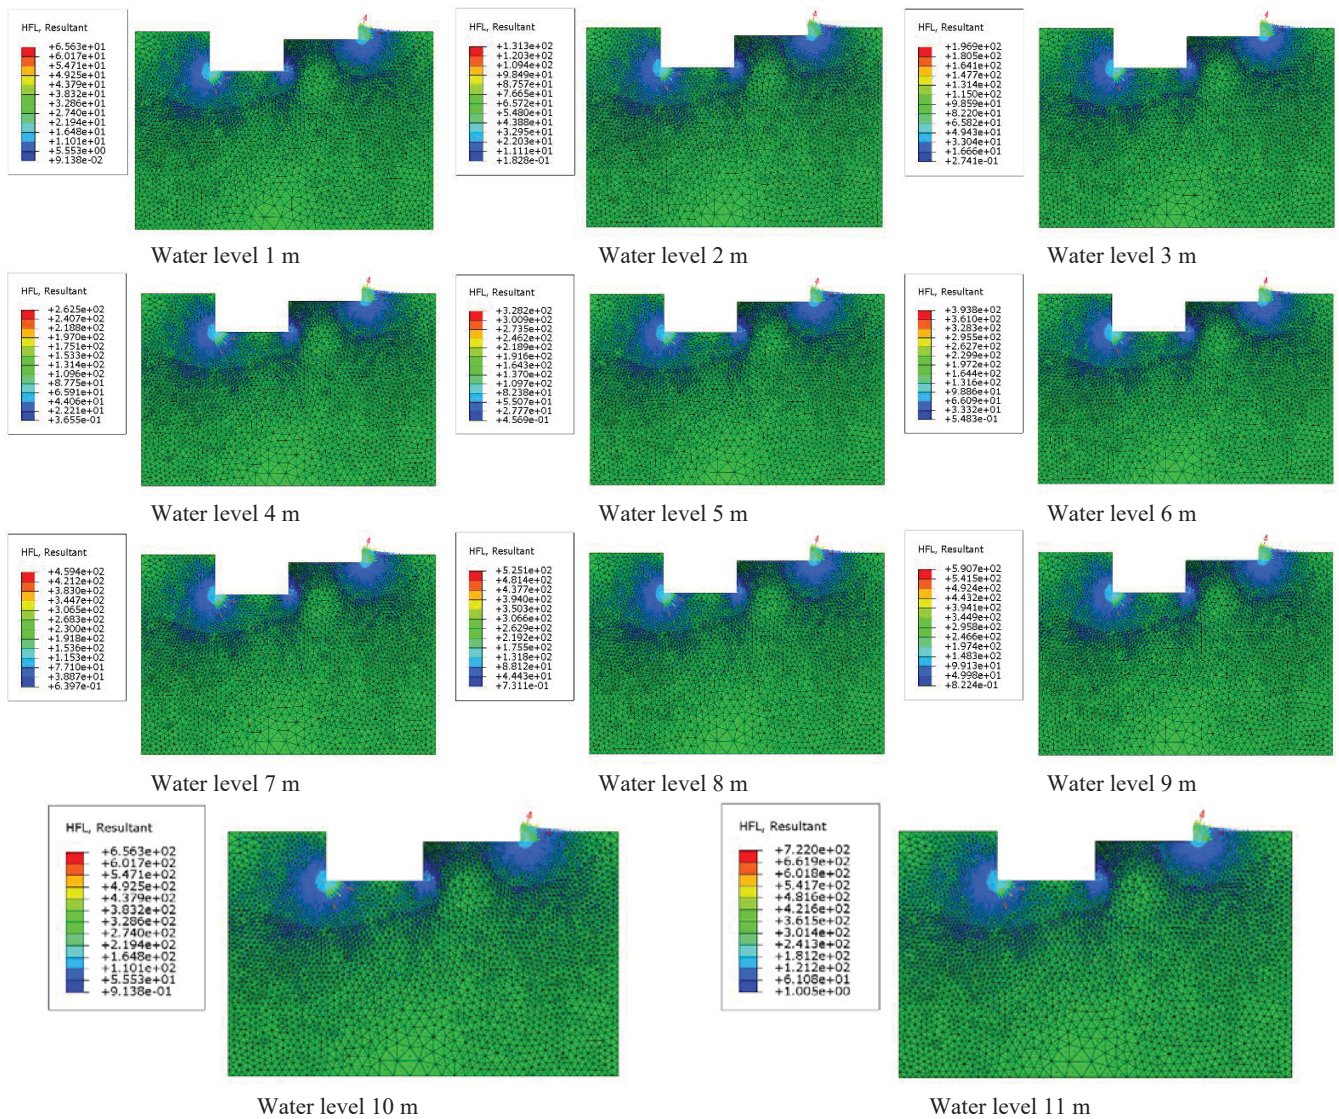 HFL, Resultant
+6.563e+01
+6.017e+01
+5.471e+01
+4.925e+01
+4.379e+01
+3.832e+01
+3.286e+01
+2.740e+01
+2.194e+01
+1.648e+01
+1.101e+01
+5.553e+00
+9.138e-02
Water level 1 m
HFL, Resultant
+1.313e+02
+1.203e+02
+1.094e+02
+9.849e+01
+8.757e+01
+7.665e+01
+6.572e+01
+5.480e+01
+4.388e+01
+3.295e+01
+2.203e+01
+1.111e+01
+1.828e-01
Water level 2 m
HFL, Resultant
+1.969e+02
+1.805e+02
+1.641e+02
+1.477e+02
+1.314e+02
+1.150e+02
+9.859e+01
+8.220e+01
+6.582e+01
+4.943e+01
+3.304e+01
+1.666e+01
+2.741e-01
Water level 3 m
HFL, Resultant
+2.625e+02
+2.407e+02
+2.188e+02
+1.970e+02
+1.751e+02
+1.533e+02
+1.314e+02
+1.096e+02
+8.775e+01
+6.591e+01
+4.406e+01
+2.221e+01
+3.655e-01
Water level 4 m
HFL, Resultant
+3.282e+02
+3.009e+02
+2.735e+02
+2.462e+02
+2.189e+02
+1.916e+02
+1.643e+02
+1.370e+02
+1.097e+02
+8.238e+01
+5.507e+01
+2.777e+01
+4.569e-01
Water level 5 m
HFL, Resultant
+3.938e+02
+3.610e+02
+3.283e+02
+2.955e+02
+2.627e+02
+2.299e+02
+1.972e+02
+1.644e+02
+1.316e+02
+9.886e+01
+6.609e+01
+3.332e+01
+5.483e-01
Water level 6 m
HFL, Resultant
+4.594e+02
+4.212e+02
+3.830e+02
+3.447e+02
+3.065e+02
+2.683e+02
+2.300e+02
+1.918e+02
+1.536e+02
+1.153e+02
+7.710e+01
+3.887e+01
+6.397e-01
Water level 7 m
HFL, Resultant
+5.251e+02
+4.814e+02
+4.377e+02
+3.940e+02
+3.503e+02
+3.066e+02
+2.629e+02
+2.192e+02
+1.755e+02
+1.318e+02
+8.812e+01
+4.443e+01
+7.311e-01
Water level 8 m
HFL, Resultant
+5.907e+02
+5.415e+02
+4.924e+02
+4.432e+02
+3.941e+02
+3.449e+02
+2.958e+02
+2.466e+02
+1.974e+02
+1.483e+02
+9.913e+01
+4.998e+01
+8.224e-01
Water level 9 m
HFL, Resultant
+6.563e+02
+6.017e+02
+5.471e+02
+4.925e+02
+4.379e+02
+3.832e+02
+3.286e+02
+2.740e+02
+2.194e+02
+1.648e+02
+1.101e+02
+5.553e+01
+9.138e-01
Water level 10 m
HFL, Resultant
+7.220e+02
+6.619e+02
+6.018e+02
+5.417e+02
+4.816e+02
+4.216e+02
+3.615e+02
+3.014e+02
+2.413e+02
+1.812e+02
+1.212e+02
+6.108e+01
+1.005e+00
Water level 11 m